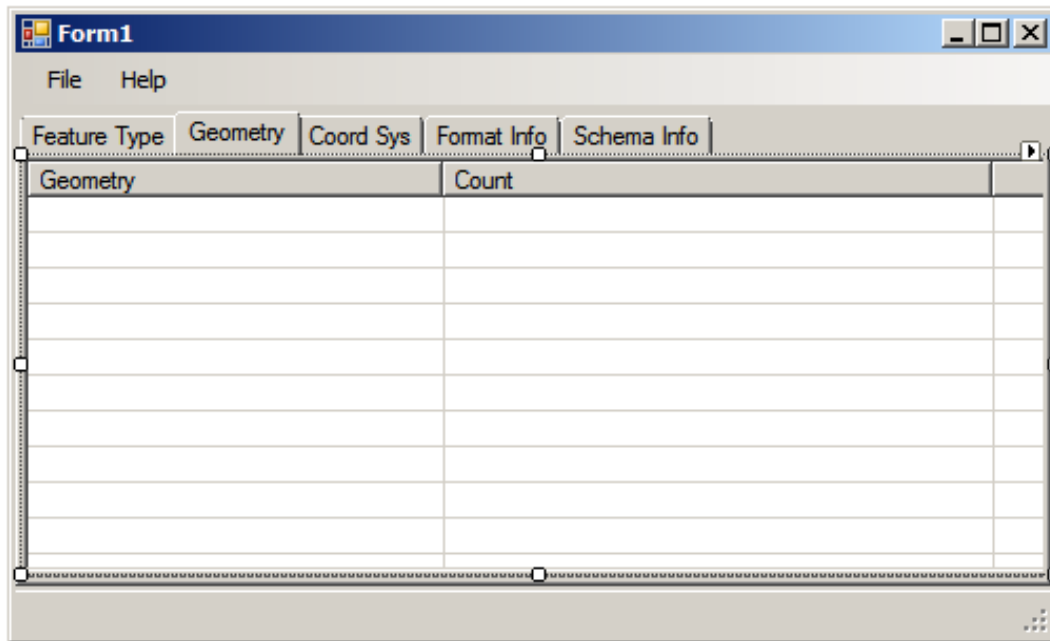 Form1
File Help
Feature Type Geometry Coord Sys Format Info Schema Info
Geometry Count